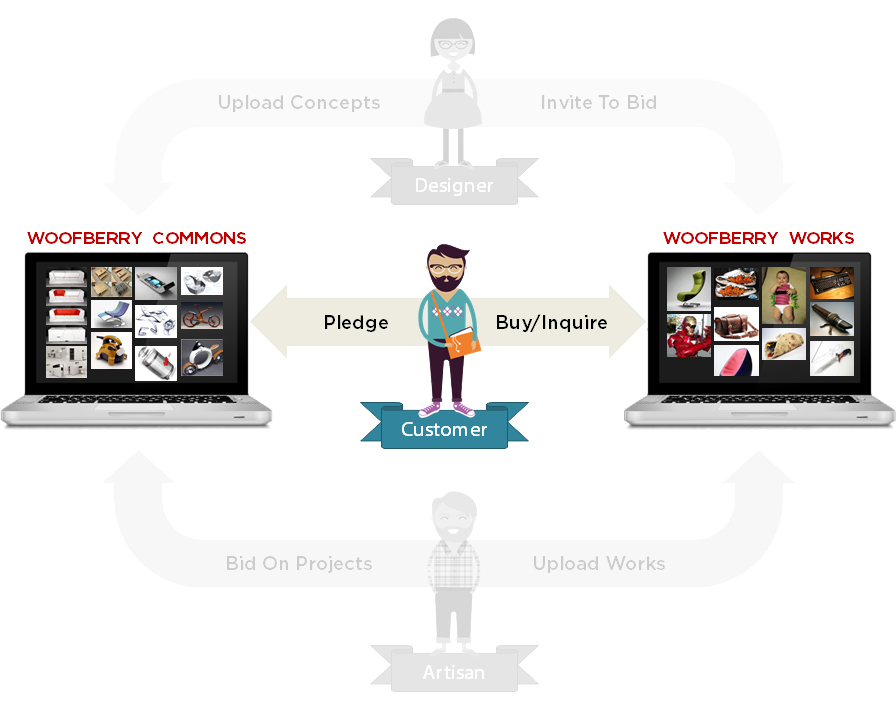 Upload Concepts
Invite To Bid
Designer
WOOFBERRY COMMONS
WOOFBERRY WORKS
Pledge
Buy/Inquire
Customer
Bid On Projects
Upload Works
Artisan